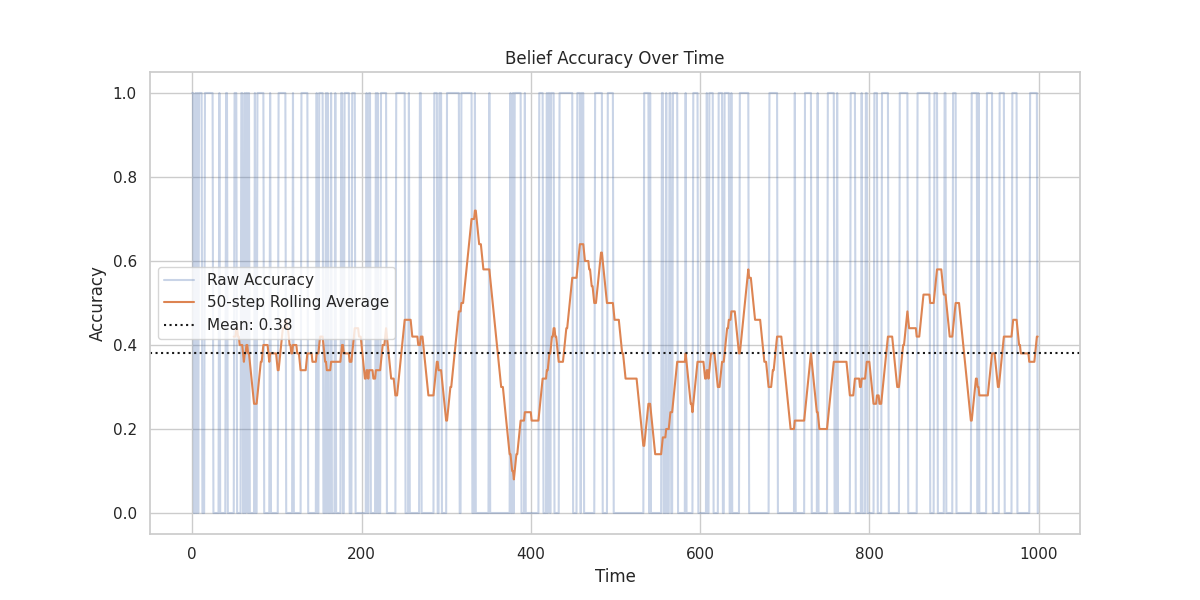 Belief Accuracy Over Time
Accuracy
1.0
0.8
0.6
0.4
0.2
0.0
Raw Accuracy
50-step Rolling Average
Mean: 0.38
0
200
400
600
800
1000
Time